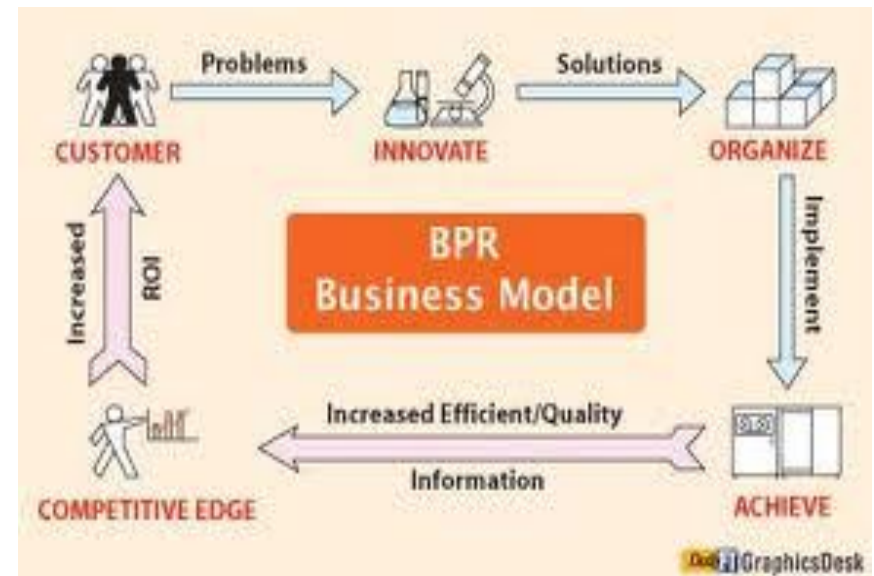 Problems
Solutions
CUSTOMER
INNOVATE
ORGANIZE
Increased
ROI
BPR
Business Model
Implement
Increased Efficient/Quality
Information
COMPETITIVE EDGE
ACHIEVE
GraphicsDesk